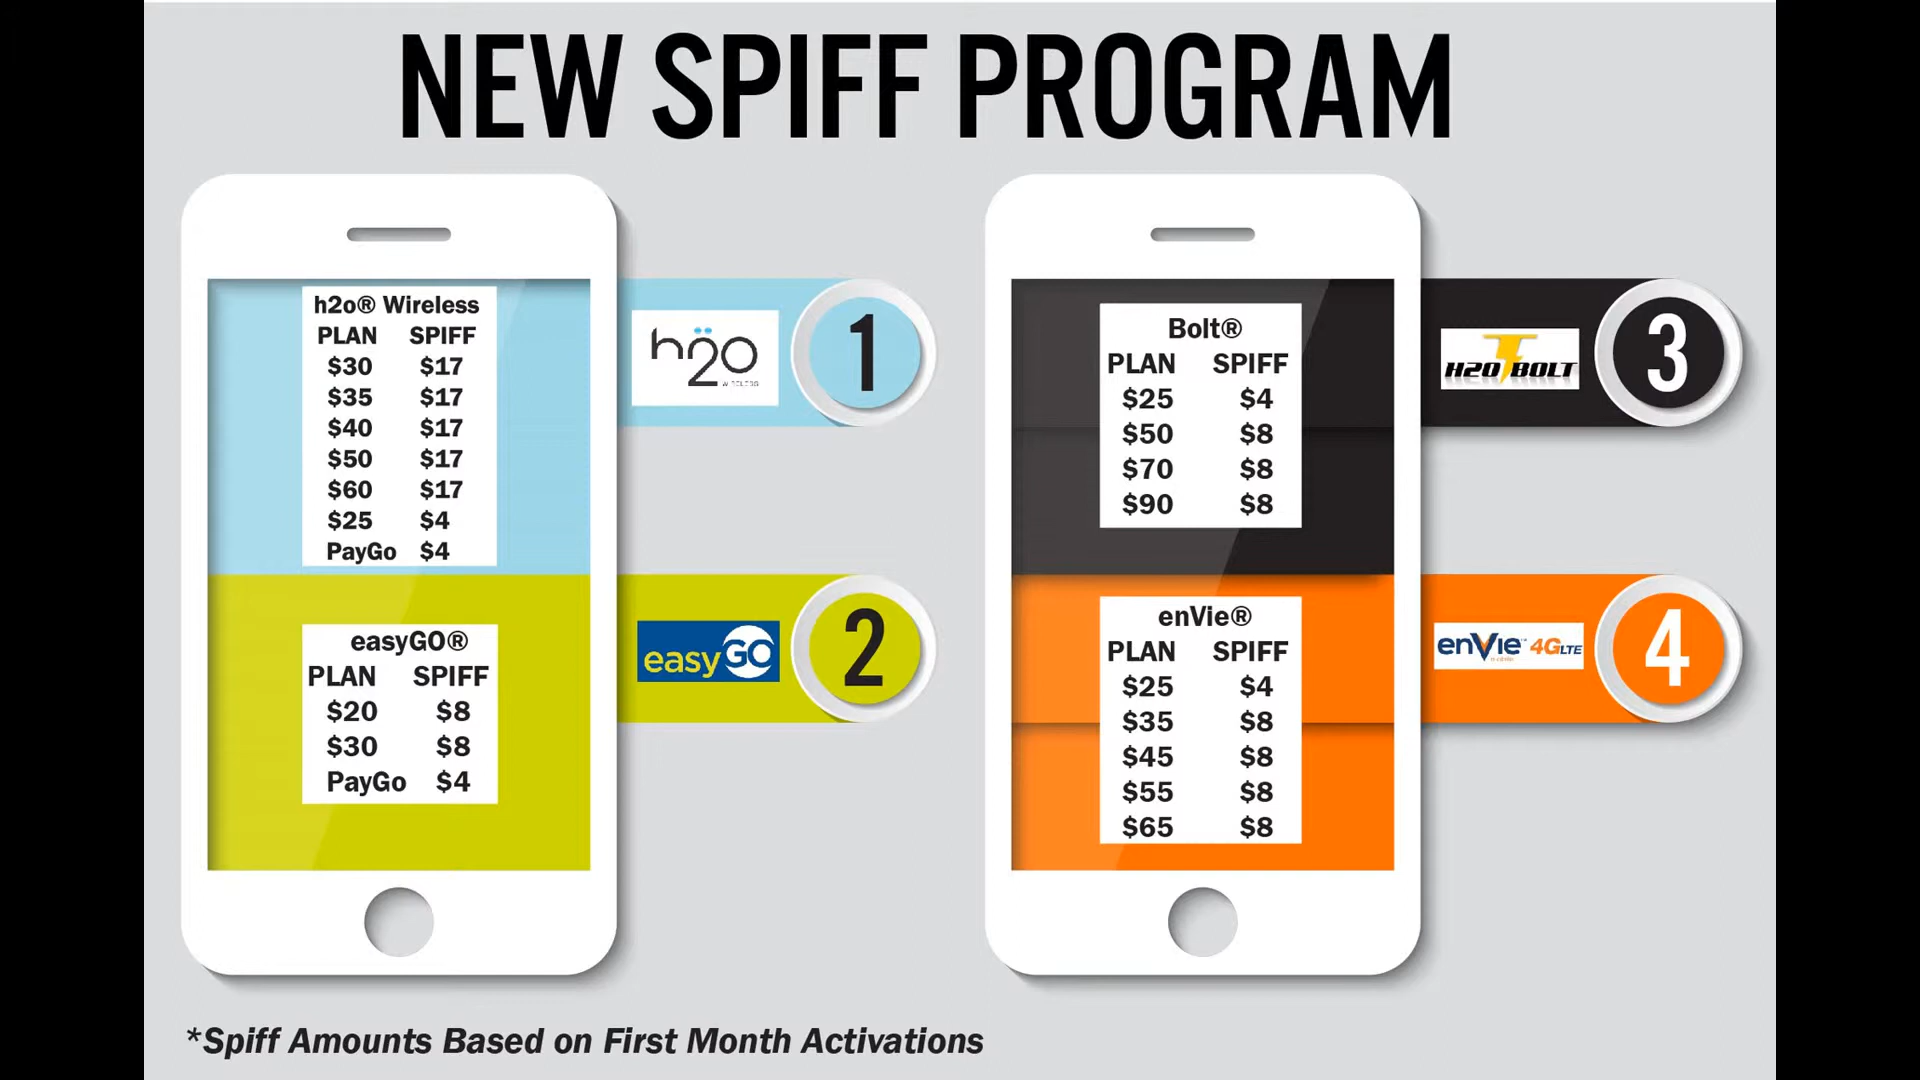 NEW SPIFF PROGRAM
h2o® Wireless
PLAN SPIFF
$30 $17
$35 $17
$40 $17
$50 $17
$60 $17
$25 $4
PayGo $4
h2o
WIRELESS
1
easyGO®
PLAN SPIFF
$20 $8
$30 $8
PayGo $4
easyGO
2
Bolt®
PLAN SPIFF
$25 $4
$50 $8
$70 $8
$90 $8
H2O BOLT
3
enVie®
PLAN SPIFF
$25 $4
$35 $8
$45 $8
$55 $8
$65 $8
enVie™ 4G LTE
4
*Spiff Amounts Based on First Month Activations